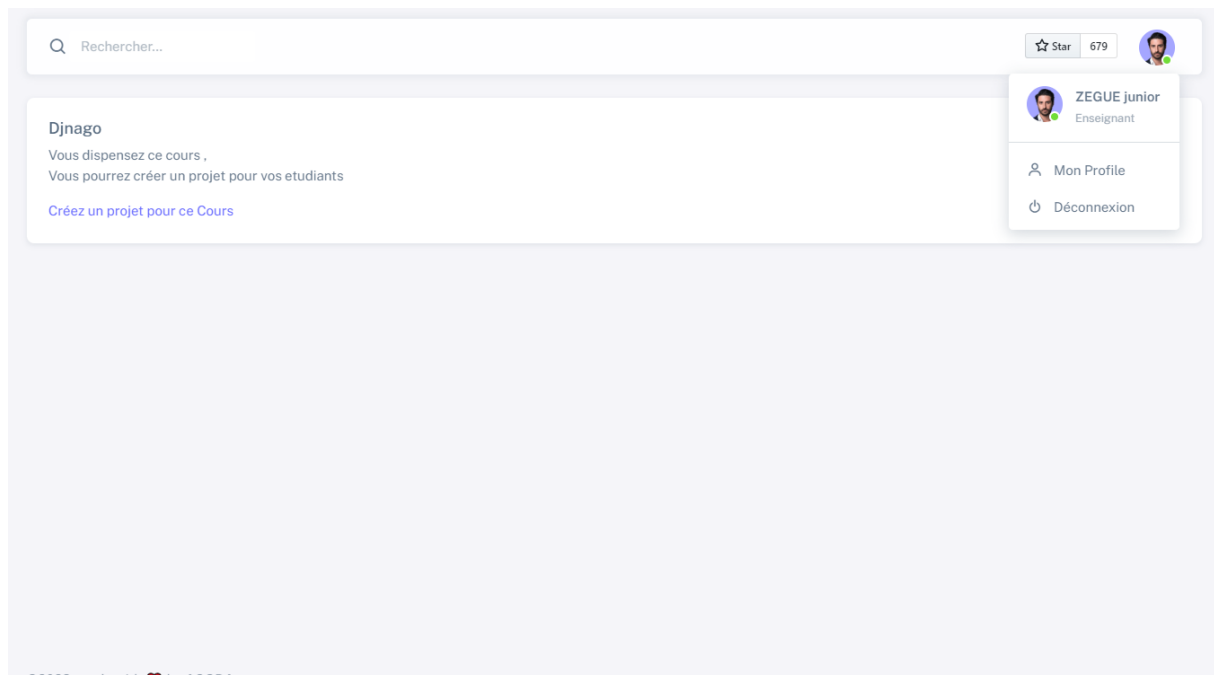 Rechercher...
Star 679
ZEGUE junior
Enseignant
Mon Profile
Déconnexion
Djnago
Vous dispensez ce cours ,
Vous pourrez créer un projet pour vos etudiants
Créez un projet pour ce Cours